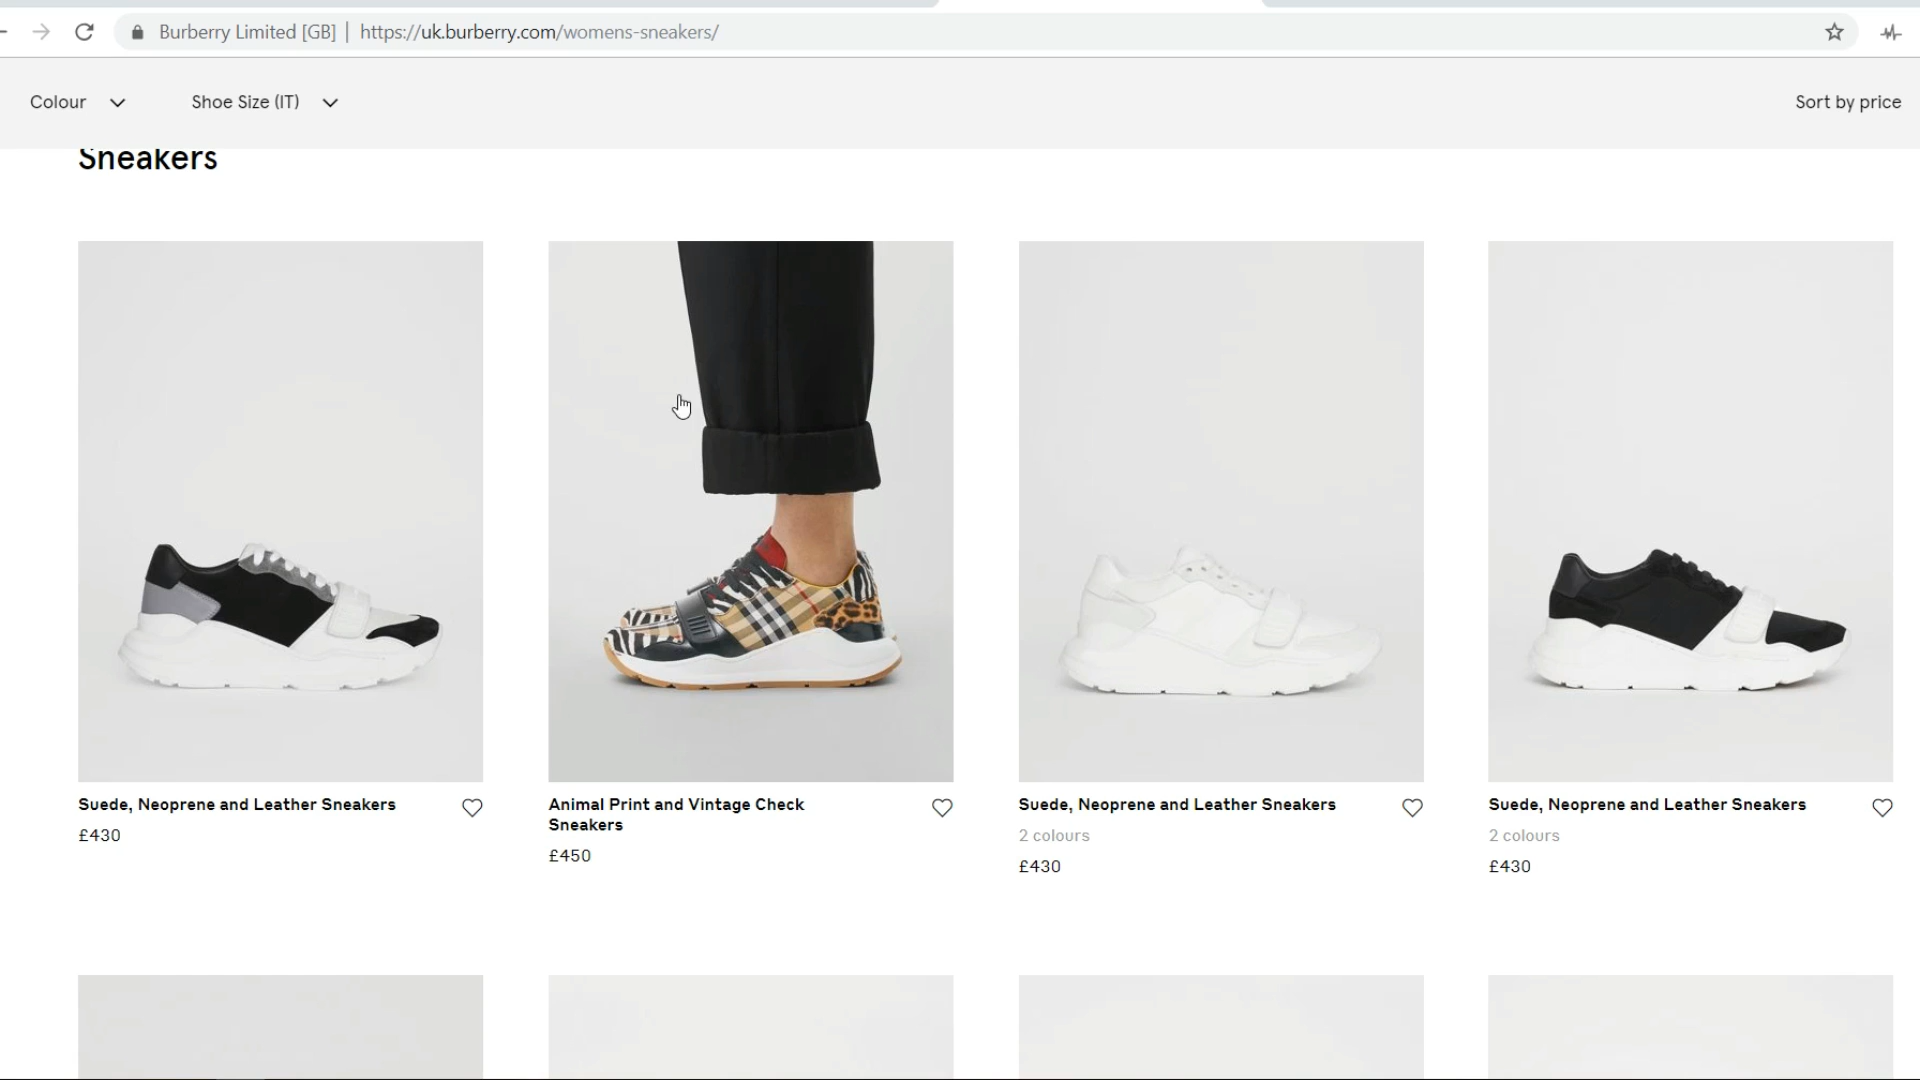 Burberry Limited [GB] | https://uk.burberry.com/womens-sneakers/
Colour Shoe Size (IT) Sort by price
Sneakers
Suede, Neoprene and Leather Sneakers
£430
Animal Print and Vintage Check
Sneakers
£450
Suede, Neoprene and Leather Sneakers
2 colours
£430
Suede, Neoprene and Leather Sneakers
2 colours
£430